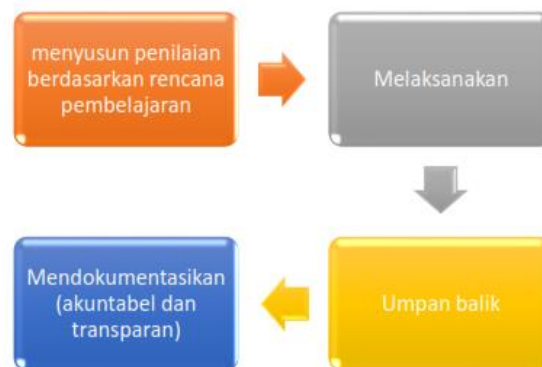 menyusun penilaian
berdasarkan rencana
pembelajaran
Melaksanakan
Umpan balik
Mendokumentasikan
(akuntabel dan
transparan)